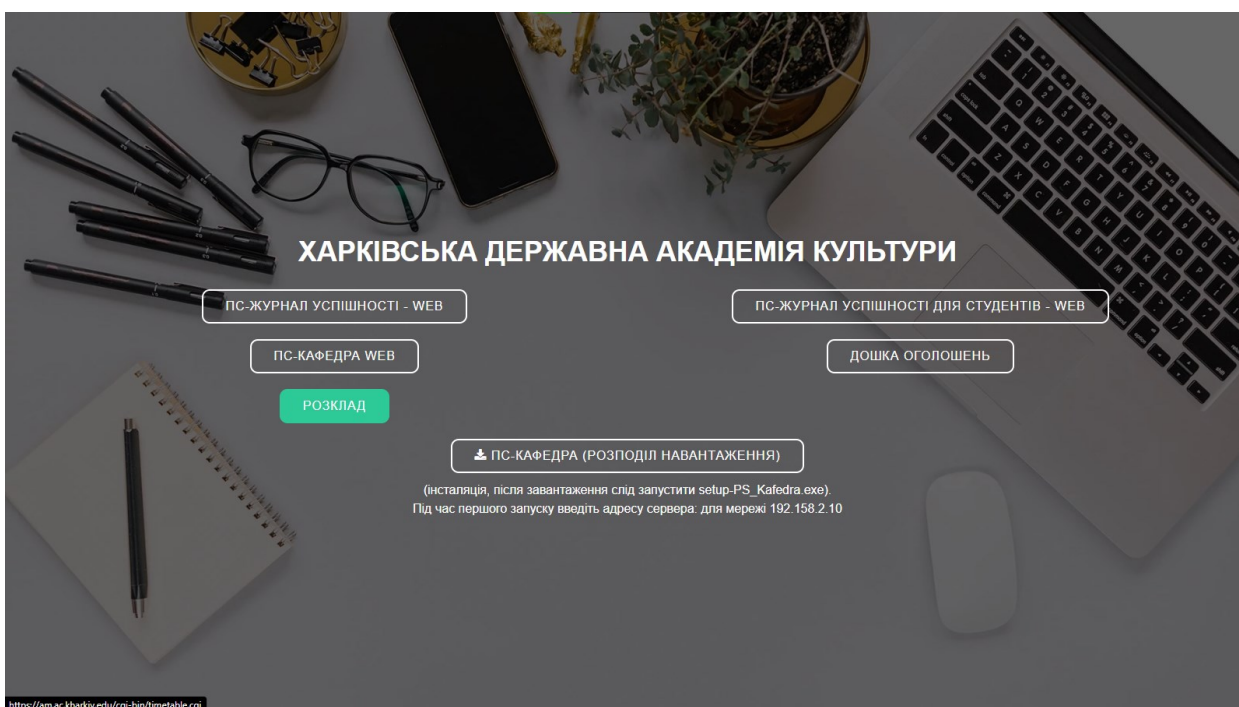 ХАРКІВСЬКА ДЕРЖАВНА АКАДЕМІЯ КУЛЬТУРИ
ПС-ЖУРНАЛ УСПІШНОСТІ - WEB
ПС-ЖУРНАЛ УСПІШНОСТІ ДЛЯ СТУДЕНТІВ - WEB
ПС-КАФЕДРА WEB
ДОШКА ОГОЛОШЕНЬ
РОЗКЛАД
ПС-КАФЕДРА (РОЗПОДІЛ НАВАНТАЖЕННЯ)
(інсталяція, після завантаження слід запустити setup-PS_Kafedra.exe).
Під час першого запуску введіть адресу сервера: для мережі 192.158.2.10
https://am.ac.kharkiv.edu/cgi-bin/timetable.cgi